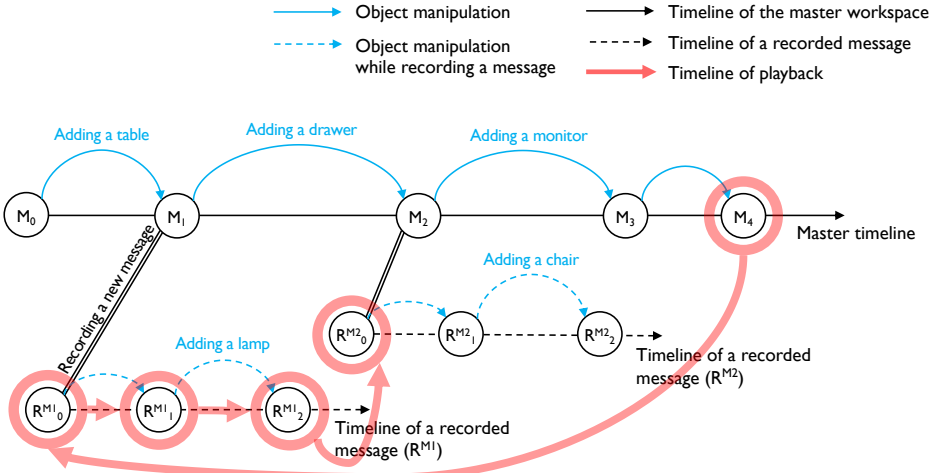 Object manipulation
Timeline of the master workspace
Object manipulation
while recording a message
Timeline of a recorded message
Timeline of playback
Adding a table
Adding a drawer
Adding a monitor
M₀
M₁
M₂
M₃
M₄
Master timeline
Recording a new message
Adding a chair
Rᴹ²₀
Rᴹ²₁
Rᴹ²₂
Timeline of a recorded
message (Rᴹ²)
Adding a lamp
Rᴹ¹₀
Rᴹ¹₁
Rᴹ¹₂
Timeline of a recorded
message (Rᴹ¹)